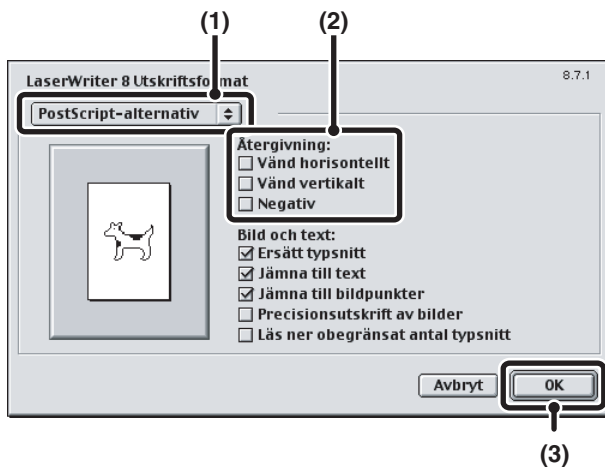 (1) (2)
LaserWriter 8 Utskriftsformat 8.7.1
PostScript-alternativ
Återgivning:
Vänd horisontellt
Vänd vertikalt
Negativ
Bild och text:
Ersätt typsnitt
Jämna till text
Jämna till bildpunkter
Precisionsutskrift av bilder
Läs ner obegränsat antal typsnitt
Avbryt OK
(3)